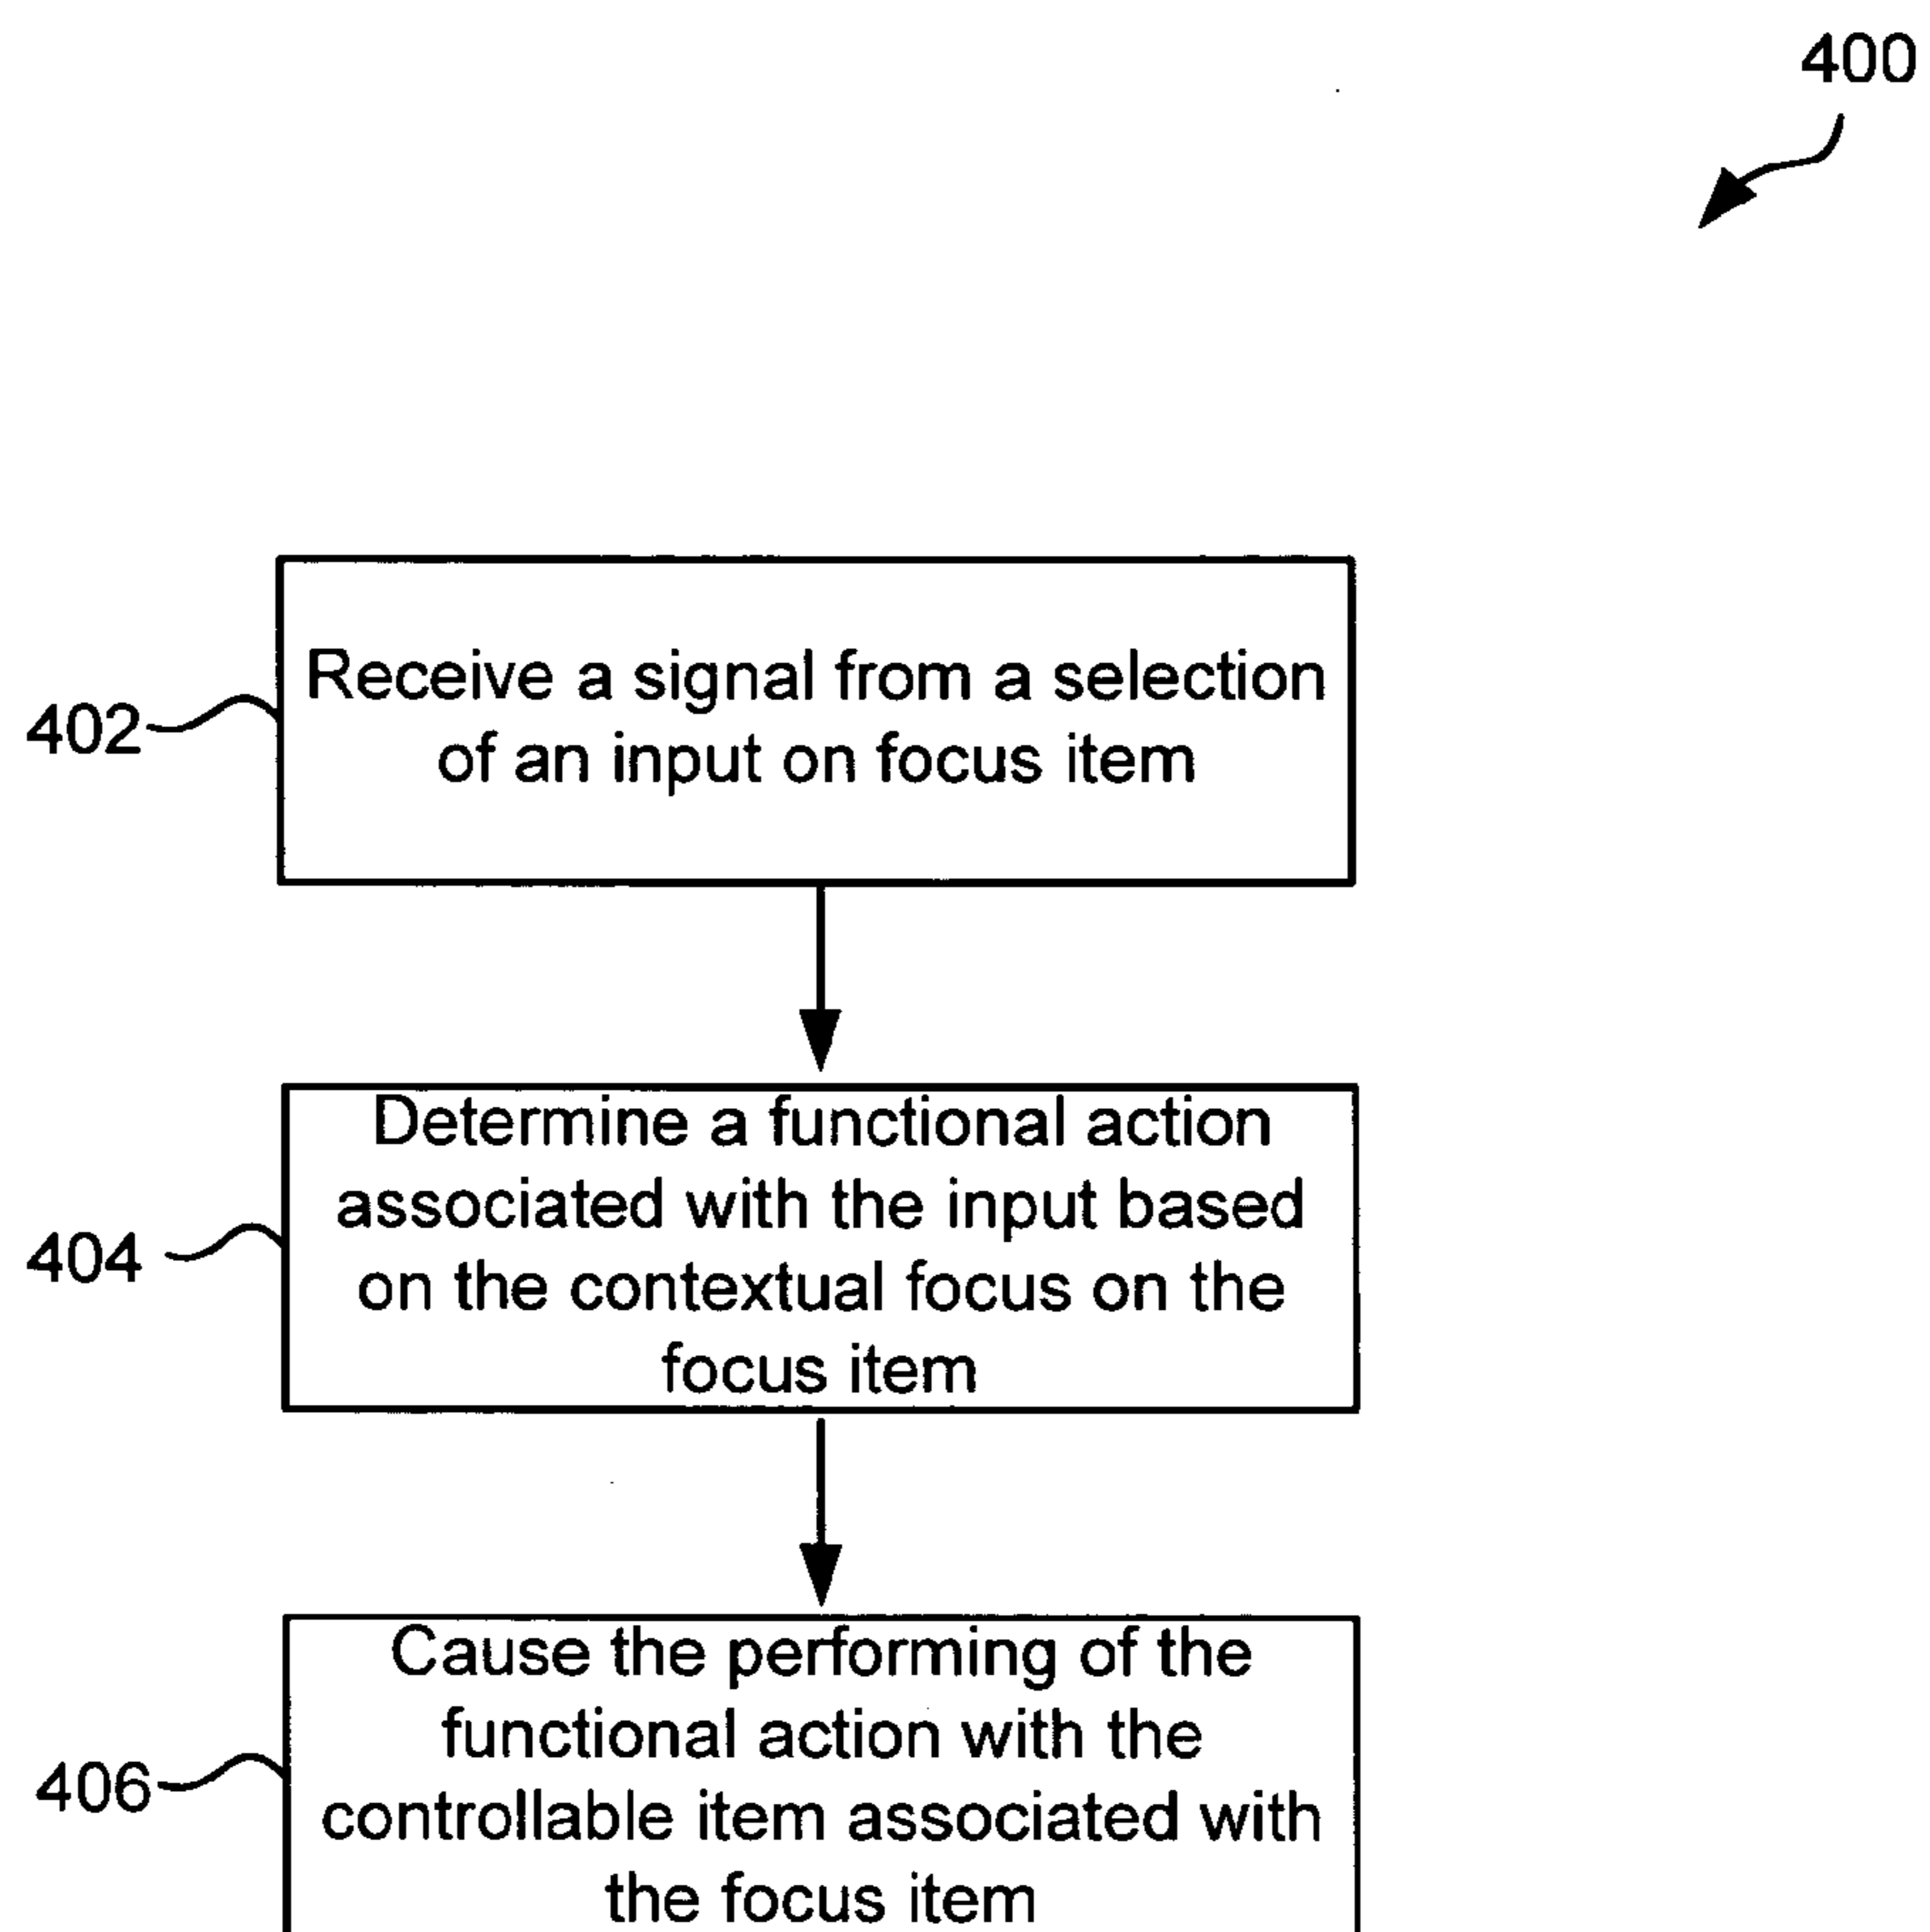 400
402
Receive a signal from a selection
of an input on focus item
404
Determine a functional action
associated with the input based
on the contextual focus on the
focus item
406
Cause the performing of the
functional action with the
controllable item associated with
the focus item